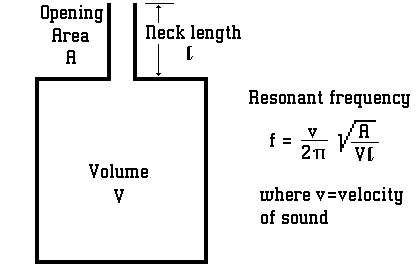 Opening
Area
A
Neck length
ℓ
Volume
V
Resonant frequency
f = v/2π √A/Vℓ
where v=velocity
of sound